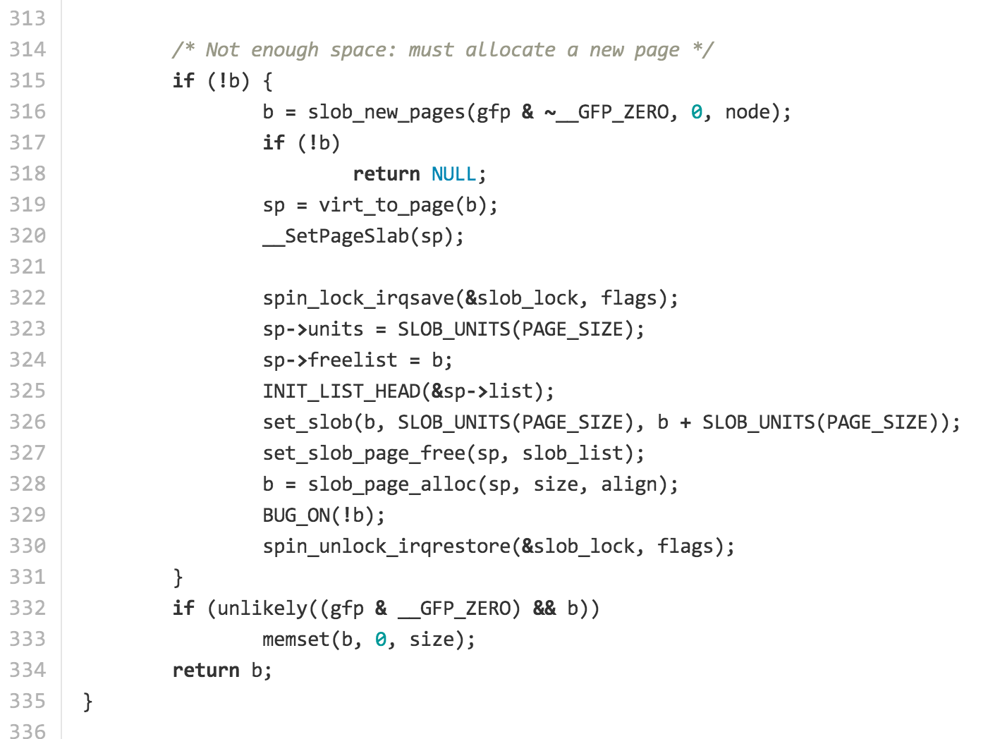 313
314 /* Not enough space: must allocate a new page */
315 if (!b) {
316 b = slob_new_pages(gfp & ~__GFP_ZERO, 0, node);
317 if (!b)
318 return NULL;
319 sp = virt_to_page(b);
320 __SetPageSlab(sp);
321
322 spin_lock_irqsave(&slob_lock, flags);
323 sp->units = SLOB_UNITS(PAGE_SIZE);
324 sp->freelist = b;
325 INIT_LIST_HEAD(&sp->list);
326 set_slob(b, SLOB_UNITS(PAGE_SIZE), b + SLOB_UNITS(PAGE_SIZE));
327 set_slob_page_free(sp, slob_list);
328 b = slob_page_alloc(sp, size, align);
329 BUG_ON(!b);
330 spin_unlock_irqrestore(&slob_lock, flags);
331 }
332 if (unlikely((gfp & __GFP_ZERO) && b))
333 memset(b, 0, size);
334 return b;
335 }
336